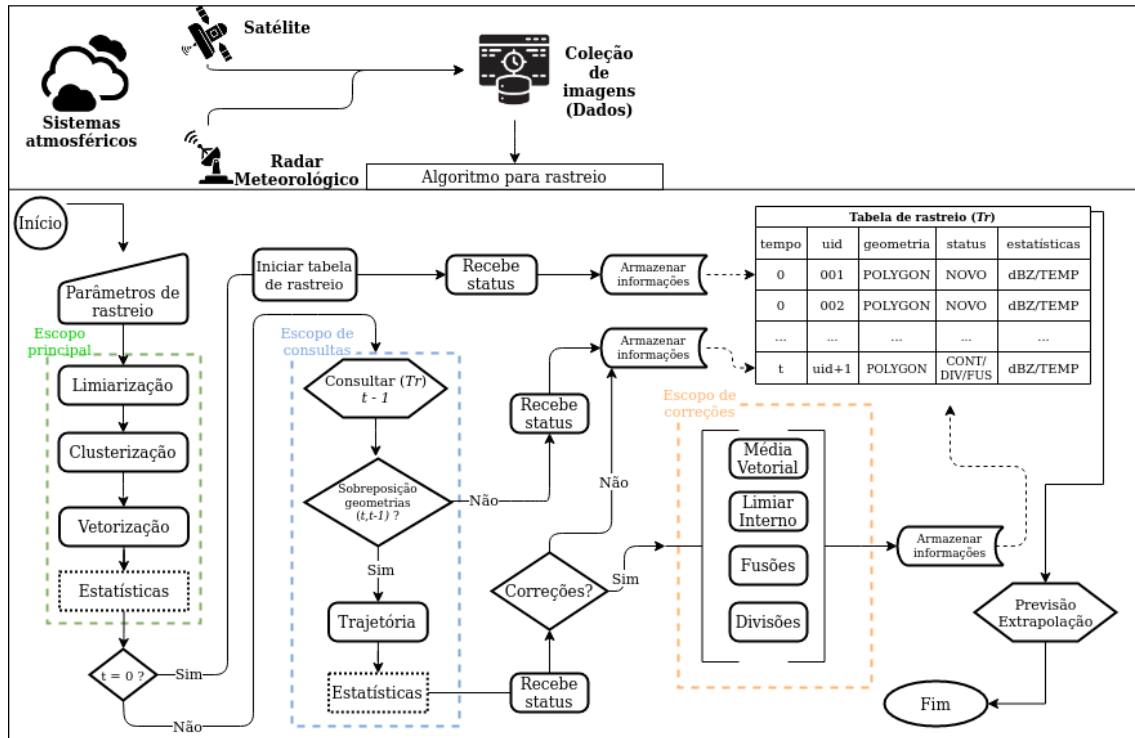 Satélite
Sistemas
atmosféricos
Coleção
de
imagens
(Dados)
Radar
Meteorológico
Algoritmo para rastreio
Início
Parâmetros de
rastreio
Escopo
principal
Limiarização
Clusterização
Vetorização
Estatísticas
t = 0 ?
Sim
Não
Iniciar tabela
de rastreio
Recebe
status
Armazenar
informações
Escopo de
consultas
Consultar (Tr)
t - 1
Sobreposição
geometrias
(t,t-1) ?
Não
Sim
Trajetória
Estatísticas
Recebe
status
Armazenar
informações
Recebe
status
Correções?
Não
Sim
Escopo de
correções
Média
Vetorial
Limiar
Interno
Fusões
Divisões
Armazenar
informações
Tabela de rastreio (Tr)
tempo uid geometria status estatísticas
0 001 POLYGON NOVO dBZ/TEMP
0 002 POLYGON NOVO dBZ/TEMP
... ... ... ... ...
t uid+1 POLYGON CONT/DIV/FUS dBZ/TEMP
Previsão
Extrapolação
Fim